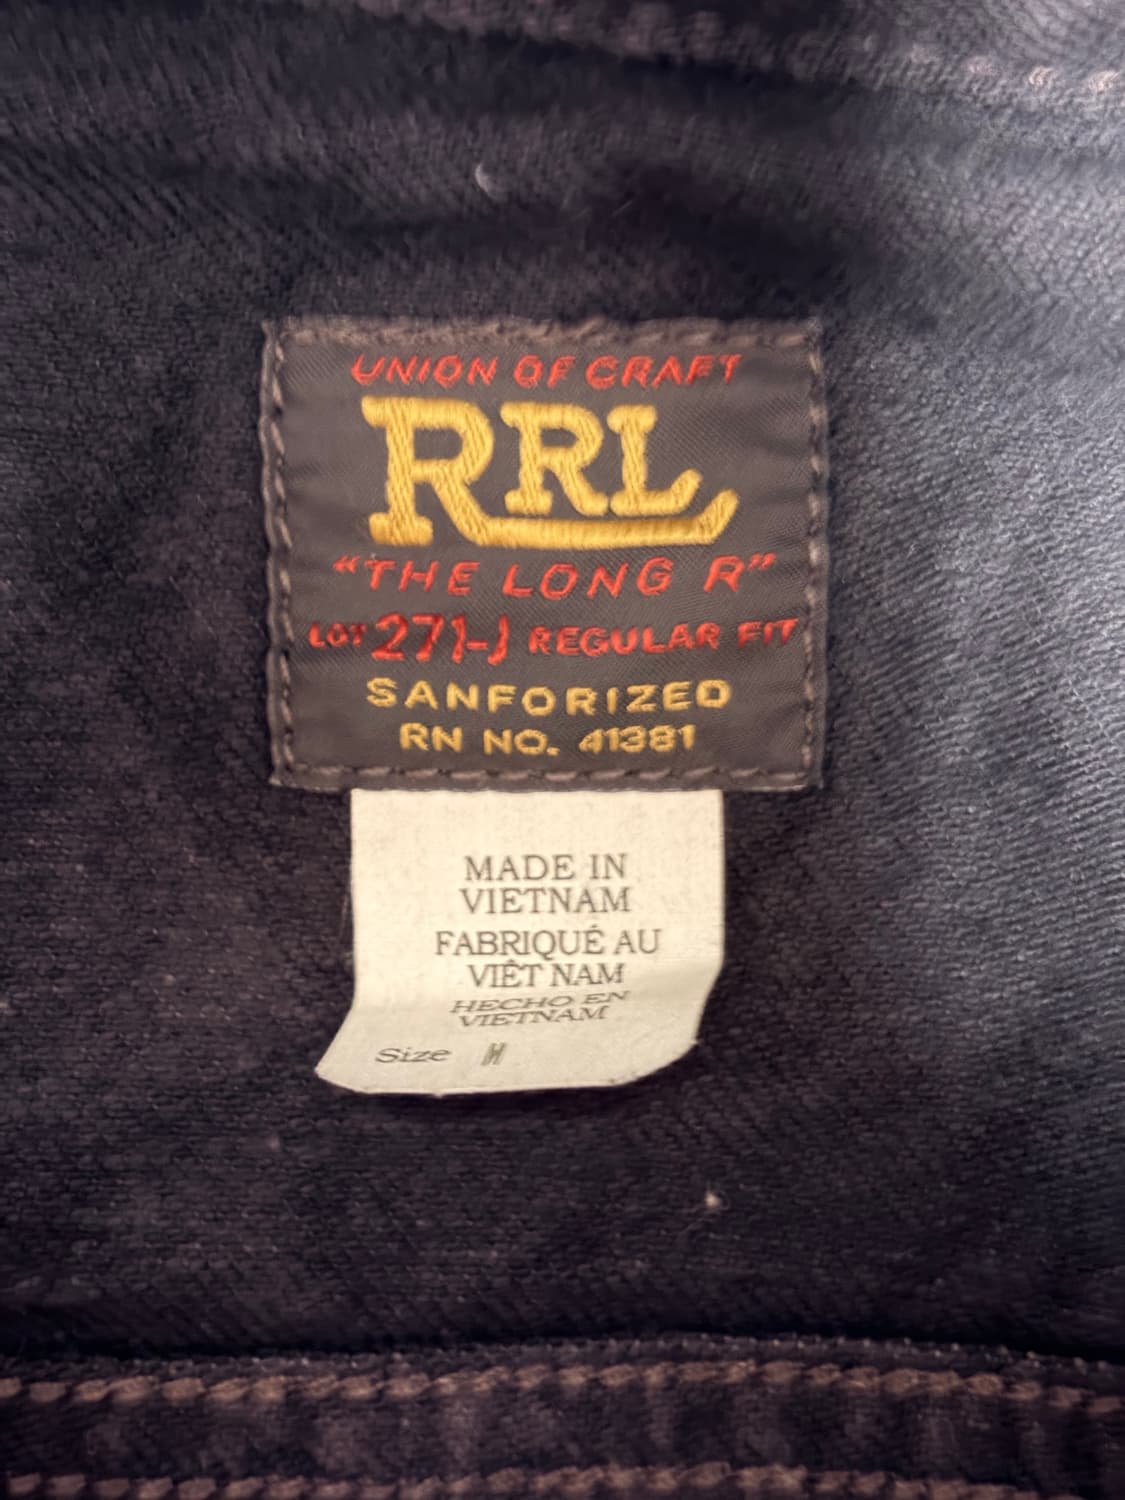 UNION OF CRAFT
RRL
"THE LONG R"
LOT 271-J REGULAR FIT
SANFORIZED
RN NO. 41381
MADE IN
VIETNAM
FABRIQUÉ AU
VIÊT NAM
HECHO EN
VIETNAM
Size M